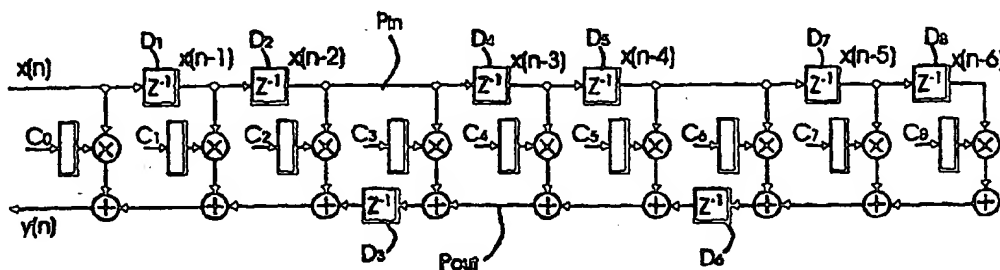 D1 D2 Pin D4 D5 D7 D8
x(n) Z-1 x(n-1) Z-1 x(n-2) Z-1 x(n-3) Z-1 x(n-4) Z-1 x(n-5) Z-1 x(n-6)
C0 C1 C2 C3 C4 C5 C6 C7 C8
y(n) Z-1 Z-1
D3 Pout D6